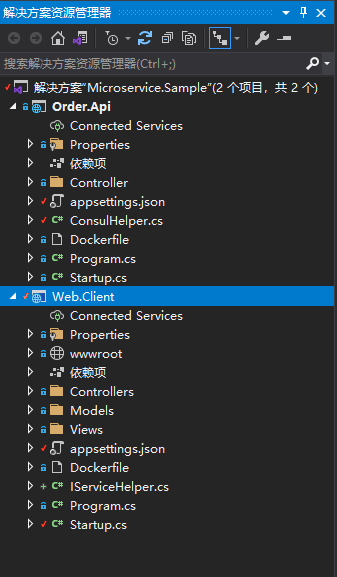 解决方案资源管理器
搜索解决方案资源管理器(Ctrl+;)
解决方案"Microservice.Sample"(2 个项目，共 2 个)
Order.Api
Connected Services
Properties
依赖项
Controller
appsettings.json
C# ConsulHelper.cs
Dockerfile
C# Program.cs
C# Startup.cs
Web.Client
Connected Services
Properties
wwwroot
依赖项
Controllers
Models
Views
appsettings.json
Dockerfile
C# IServiceHelper.cs
C# Program.cs
C# Startup.cs